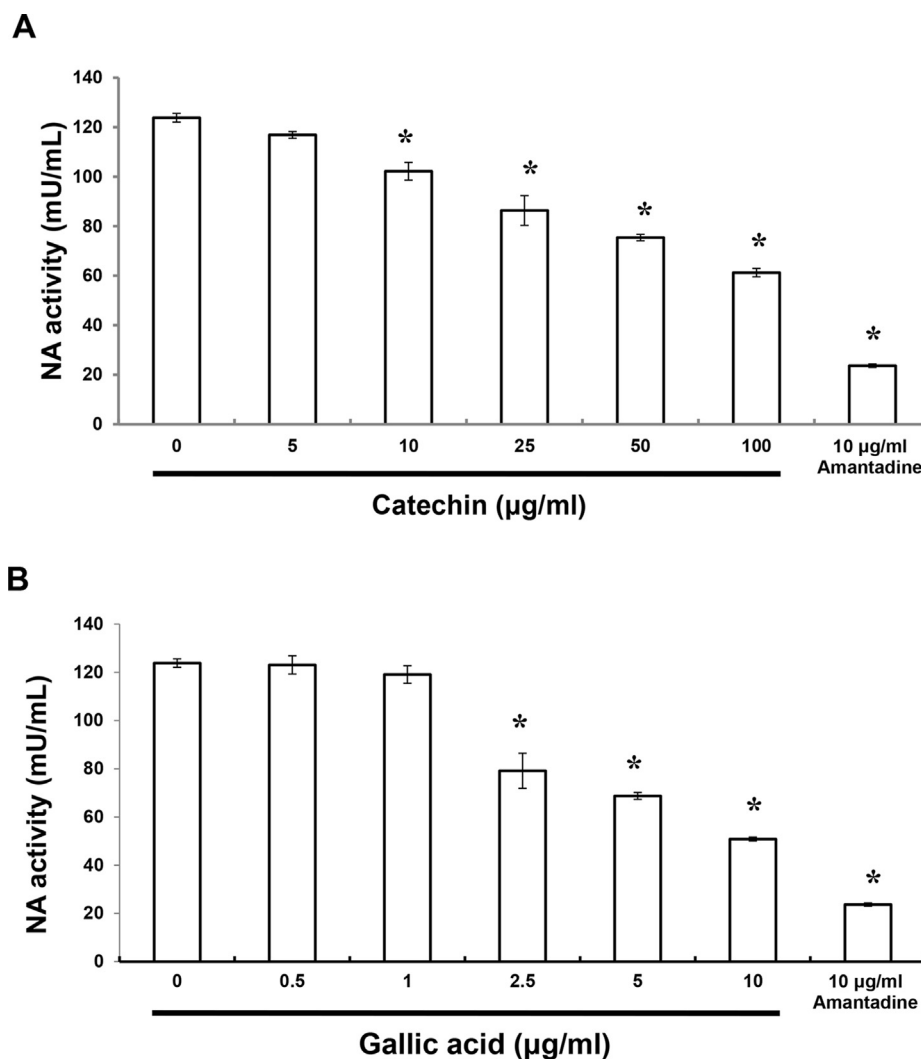 A
NA activity (mU/mL)
140
120
100
80
60
40
20
0
*
*
*
*
*
0 5 10 25 50 100 10 µg/ml
Amantadine
Catechin (µg/ml)
B
NA activity (mU/mL)
140
120
100
80
60
40
20
0
*
*
*
*
0 0.5 1 2.5 5 10 10 µg/ml
Amantadine
Gallic acid (µg/ml)